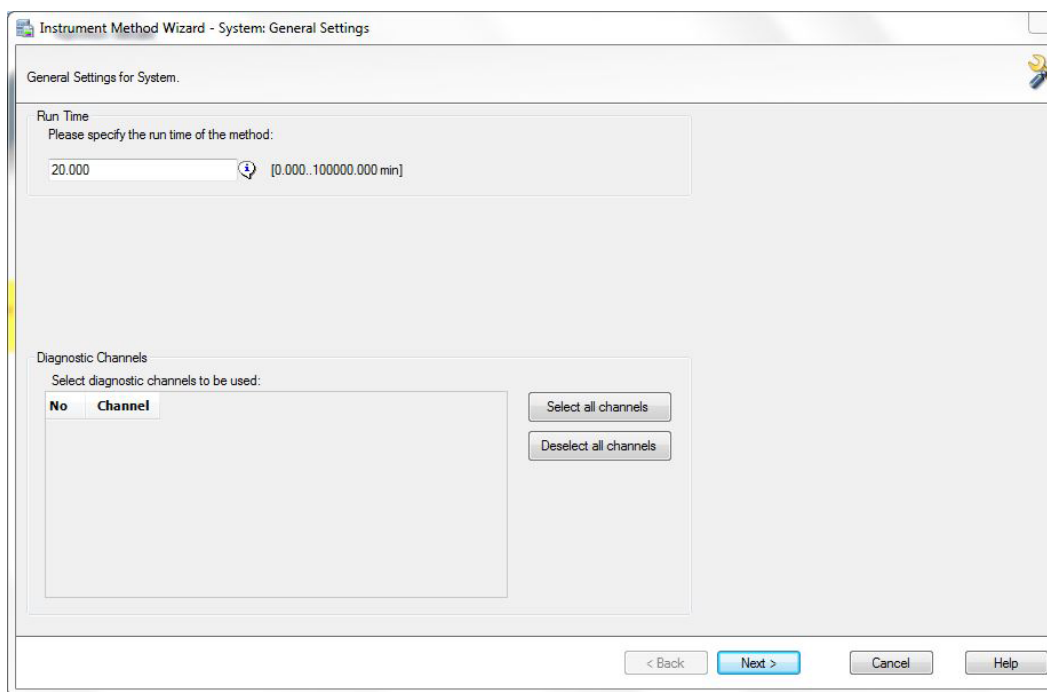 Instrument Method Wizard - System: General Settings
General Settings for System.
Run Time
Please specify the run time of the method:
20.000 [0.000..100000.000 min]
Diagnostic Channels
Select diagnostic channels to be used:
No Channel
Select all channels
Deselect all channels
< Back Next > Cancel Help